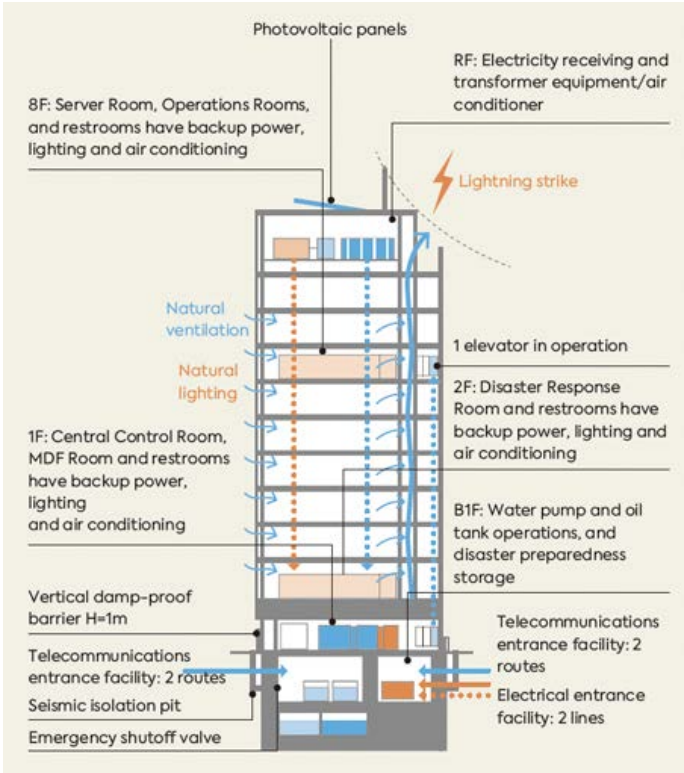 Photovoltaic panels
RF: Electricity receiving and
transformer equipment/air
conditioner
8F: Server Room, Operations Rooms,
and restrooms have backup power,
lighting and air conditioning
Lightning strike
Natural
ventilation
Natural
lighting
1 elevator in operation
2F: Disaster Response
Room and restrooms have
backup power, lighting and
air conditioning
1F: Central Control Room,
MDF Room and restrooms
have backup power,
lighting
and air conditioning
B1F: Water pump and oil
tank operations, and
disaster preparedness
storage
Vertical damp-proof
barrier H=1m
Telecommunications
entrance facility: 2 routes
Seismic isolation pit
Emergency shutoff valve
Telecommunications
entrance facility: 2
routes
Electrical entrance
facility: 2 lines